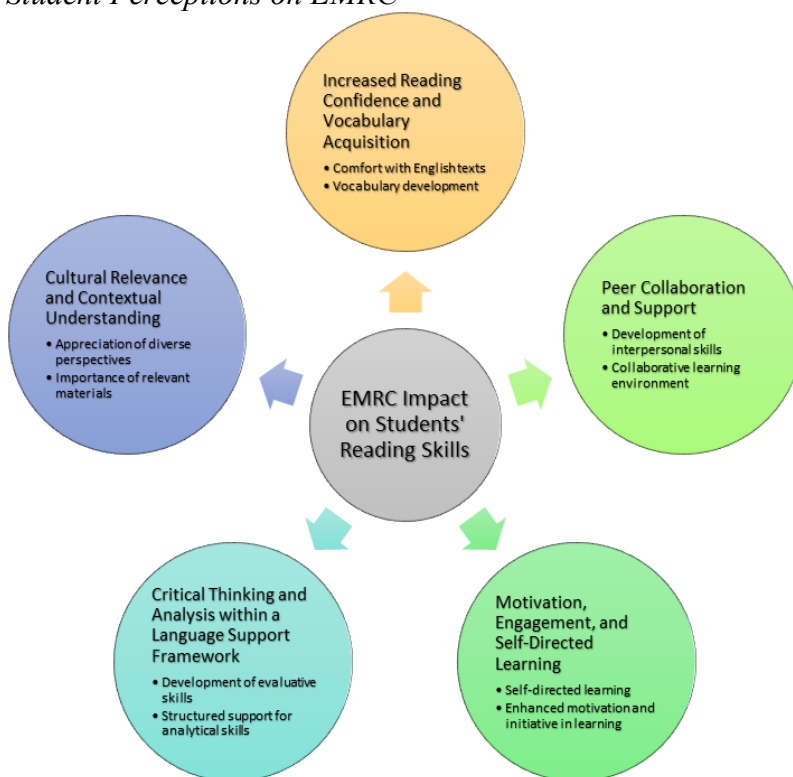 Student Perceptions on EMRC
Increased Reading
Confidence and
Vocabulary
Acquisition
• Comfort with English texts
• Vocabulary development
Peer Collaboration
and Support
• Development of
interpersonal skills
• Collaborative learning
environment
Motivation,
Engagement, and
Self-Directed
Learning
• Self-directed learning
• Enhanced motivation and
initiative in learning
Critical Thinking and
Analysis within a
Language Support
Framework
• Development of evaluative
skills
• Structured support for
analytical skills
Cultural Relevance
and Contextual
Understanding
• Appreciation of diverse
perspectives
• Importance of relevant
materials
EMRC Impact
on Students'
Reading Skills